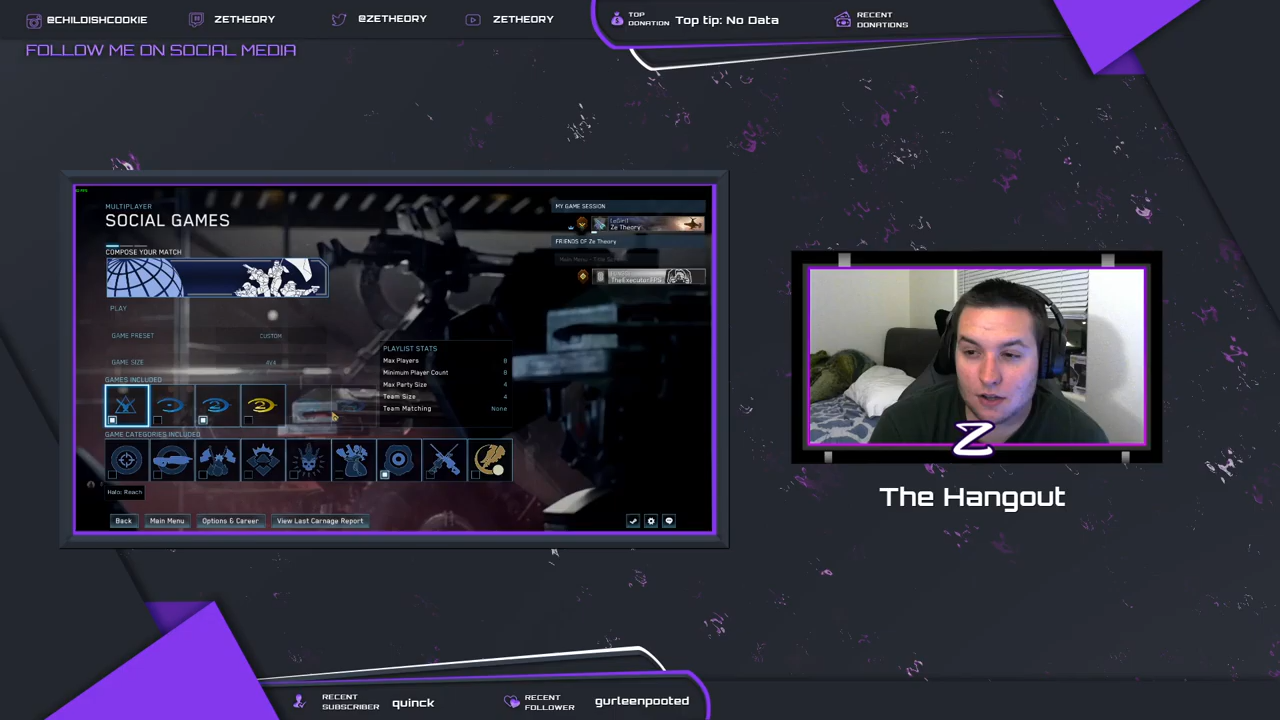 @CHILDISHCOOKIE
ZETHEORY
@ZETHEORY
ZETHEORY
TOP DONATION
Top tip: No Data
RECENT DONATIONS
FOLLOW ME ON SOCIAL MEDIA
MULTIPLAYER
SOCIAL GAMES
COMPOSE YOUR MATCH
PLAY
GAME PRESET
CUSTOM
GAME SIZE
4V4
GAMES INCLUDED
GAME CATEGORIES INCLUDED
Halo: Reach
PLAYLIST STATS
Max Players 8
Minimum Player Count 8
Max Party Size 4
Team Size 4
Team Matching None
MY GAME SESSION
Ze Theory
FRIENDS OF Ze Theory
Back
Main Menu
Options & Career
View Last Carnage Report
Z
The Hangout
RECENT SUBSCRIBER
quinck
RECENT FOLLOWER
gurleenpooted